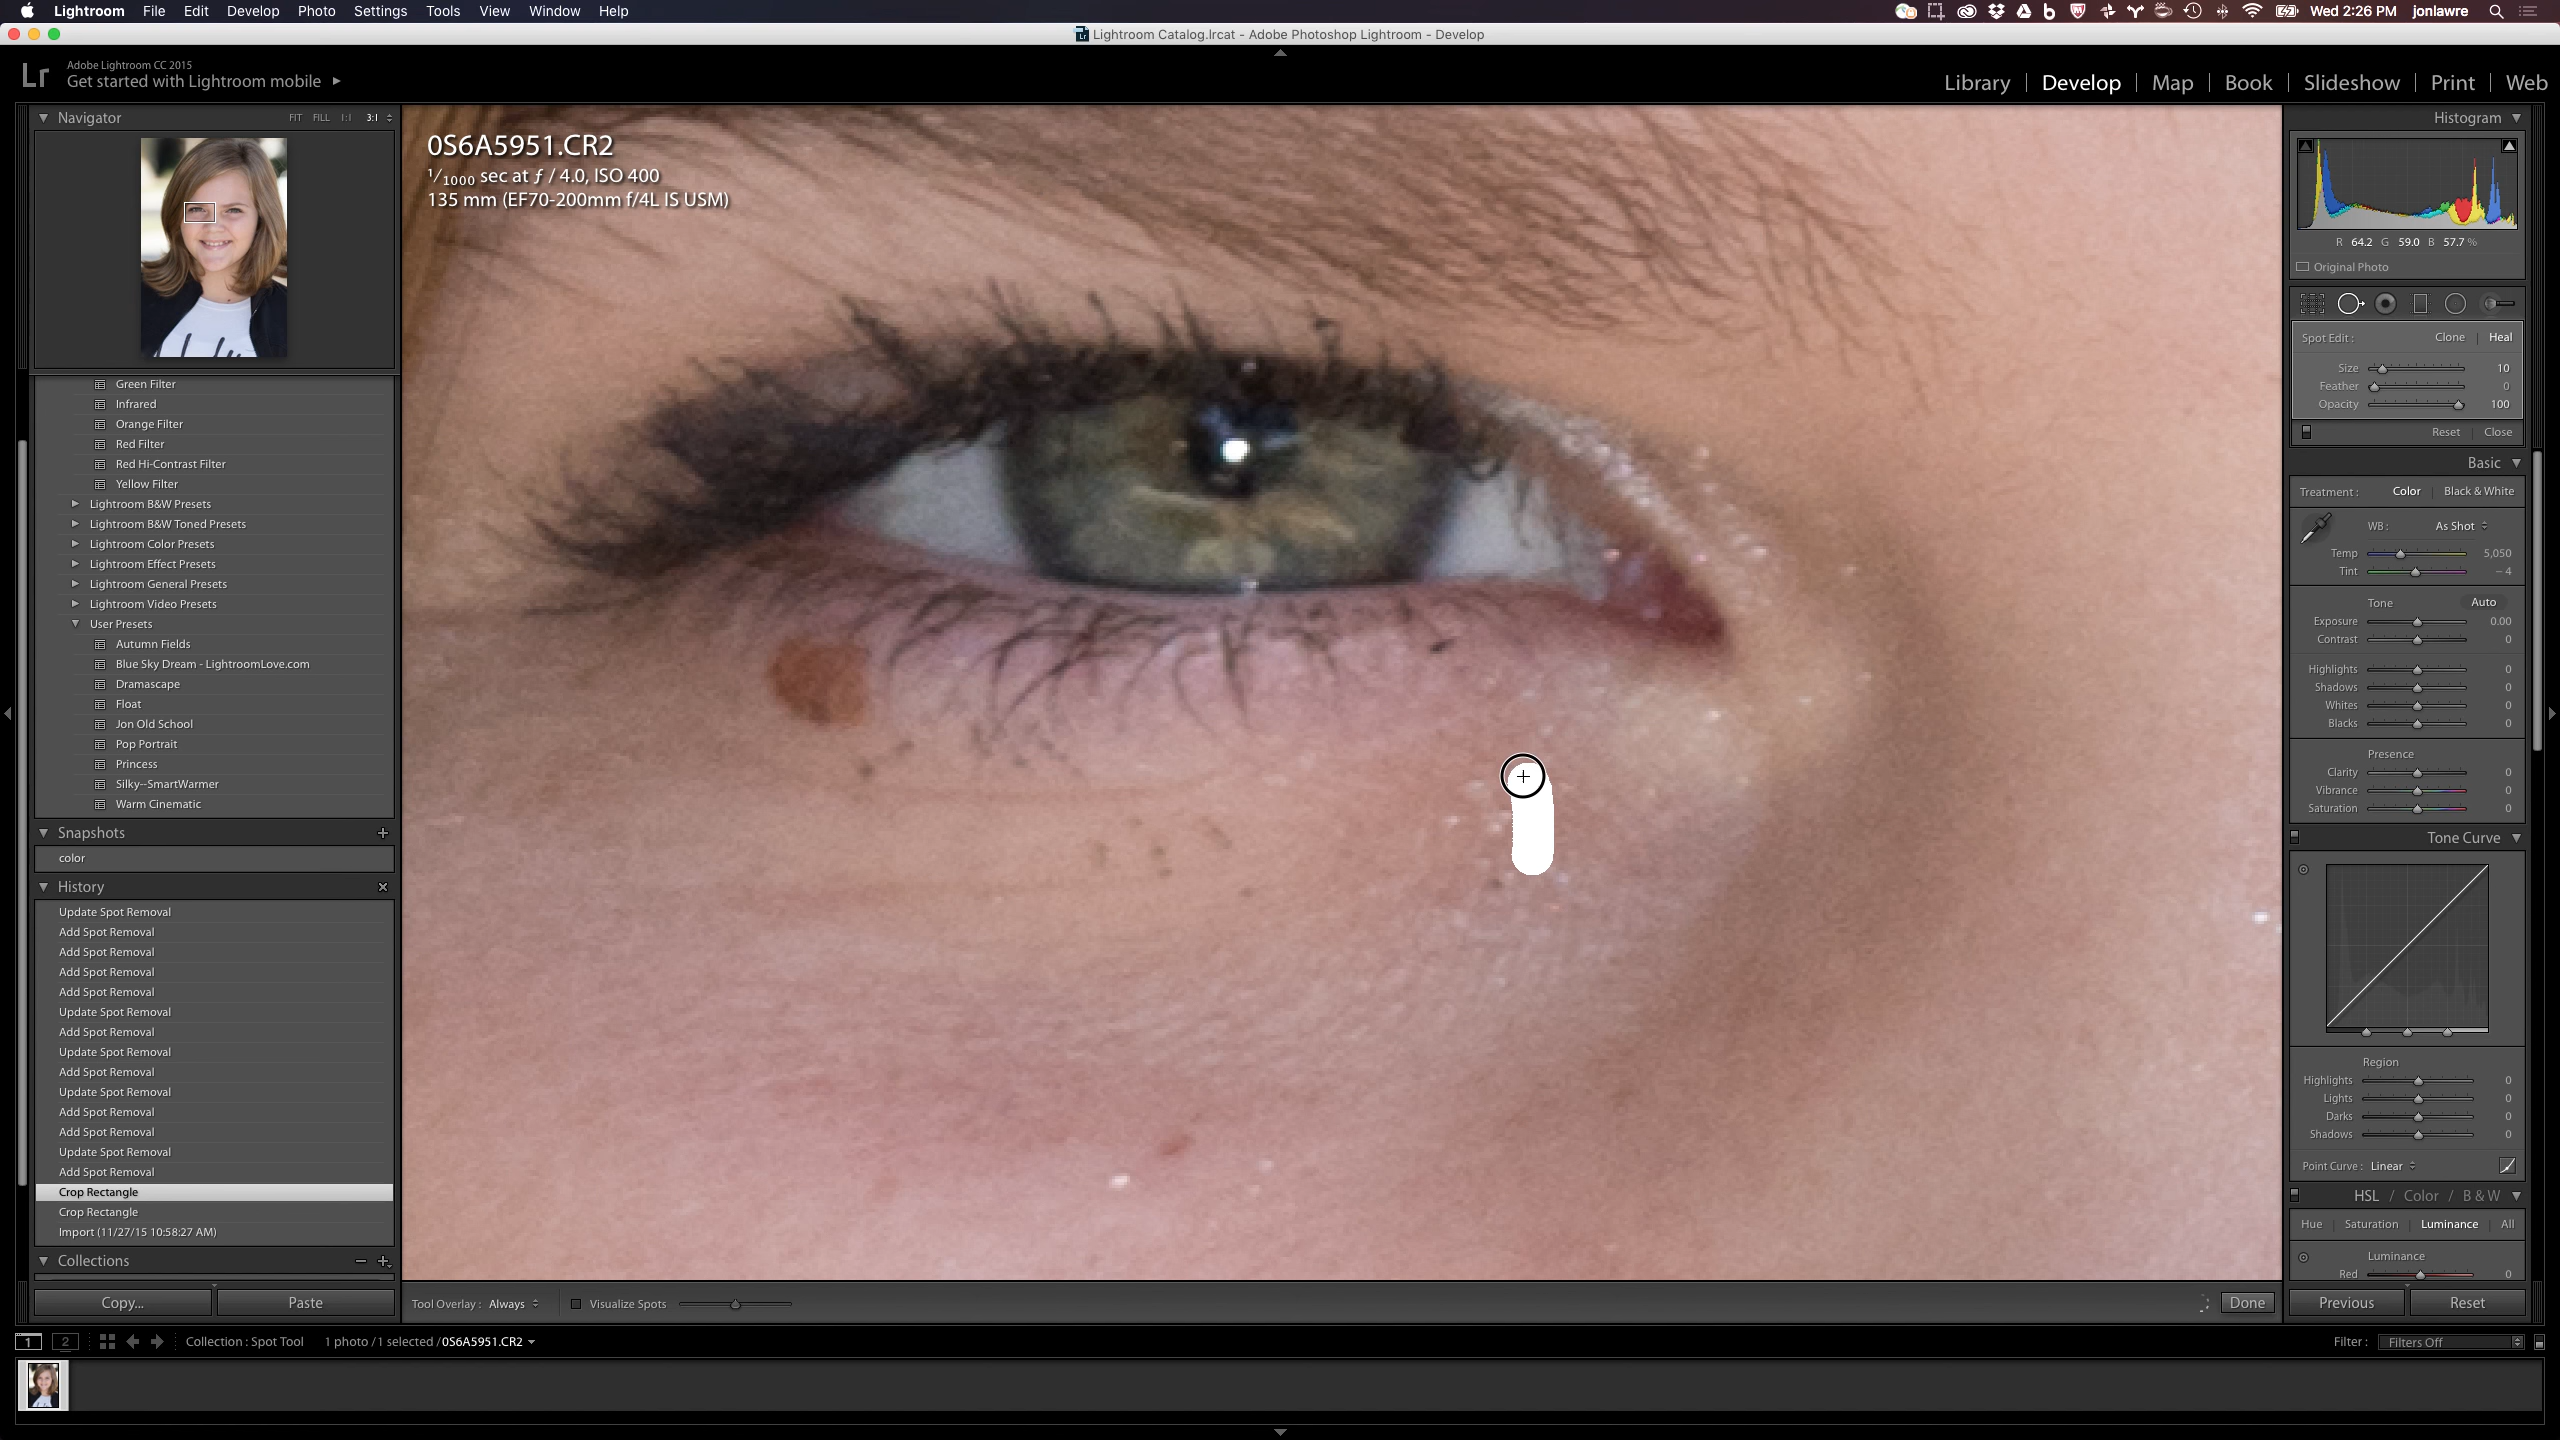 Lightroom File Edit Develop Photo Settings Tools View Window Help Wed 2:26 PM jonlawre
Lightroom Catalog.lrcat - Adobe Photoshop Lightroom - Develop
Lr
Adobe Lightroom CC 2015
Get started with Lightroom mobile
Library | Develop | Map | Book | Slideshow | Print | Web
Navigator FIT FILL 1:1 3:1
Green Filter
Infrared
Orange Filter
Red Filter
Red Hi-Contrast Filter
Yellow Filter
Lightroom B&W Presets
Lightroom B&W Toned Presets
Lightroom Color Presets
Lightroom Effect Presets
Lightroom General Presets
Lightroom Video Presets
User Presets
Autumn Fields
Blue Sky Dream - LightroomLove.com
Dramascape
Float
Jon Old School
Pop Portrait
Princess
Silky--SmartWarmer
Warm Cinematic
Snapshots
color
History
Update Spot Removal
Add Spot Removal
Add Spot Removal
Add Spot Removal
Add Spot Removal
Update Spot Removal
Add Spot Removal
Update Spot Removal
Add Spot Removal
Update Spot Removal
Add Spot Removal
Add Spot Removal
Update Spot Removal
Add Spot Removal
Crop Rectangle
Crop Rectangle
Import (11/27/15 10:58:27 AM)
Collections
Copy... Paste
0S6A5951.CR2
1/1000 sec at ƒ / 4.0, ISO 400
135 mm (EF70-200mm f/4L IS USM)
Tool Overlay : Always Visualize Spots Done
Histogram
R 64.2 G 59.0 B 57.7 %
Original Photo
Spot Edit : Clone | Heal
Size 10
Feather 0
Opacity 100
Reset | Close
Basic
Treatment : Color | Black & White
WB : As Shot
Temp 5,050
Tint – 4
Tone Auto
Exposure 0.00
Contrast 0
Highlights 0
Shadows 0
Whites 0
Blacks 0
Presence
Clarity 0
Vibrance 0
Saturation 0
Tone Curve
Region
Highlights 0
Lights 0
Darks 0
Shadows 0
Point Curve : Linear
HSL / Color / B & W
Hue | Saturation | Luminance | All
Luminance
Red 0
Previous Reset
1 2 Collection : Spot Tool 1 photo / 1 selected / 0S6A5951.CR2 Filter : Filters Off